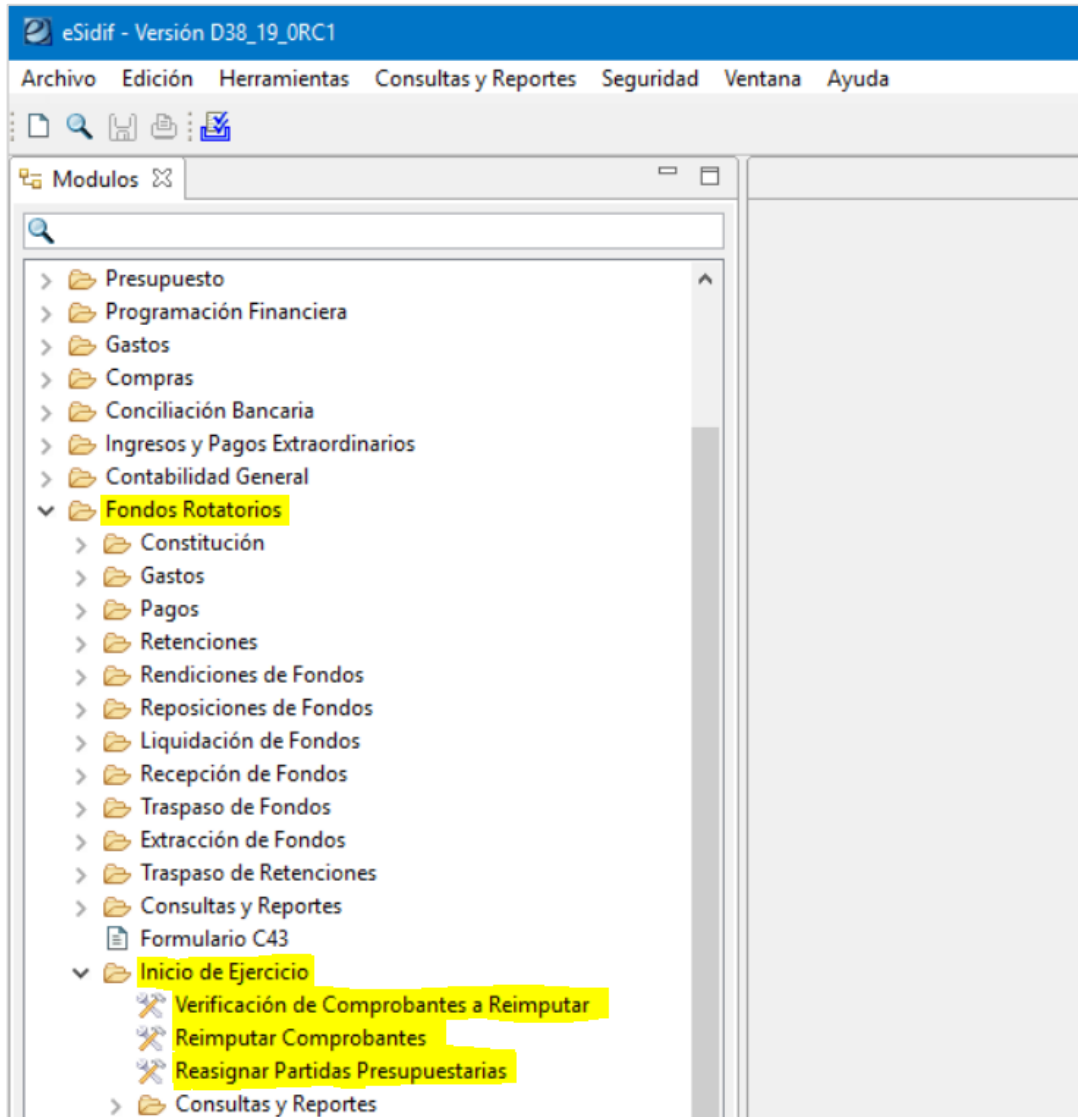 eSidif - Versión D38_19_0RC1
Archivo Edición Herramientas Consultas y Reportes Seguridad Ventana Ayuda
Modulos
Presupuesto
Programación Financiera
Gastos
Compras
Conciliación Bancaria
Ingresos y Pagos Extraordinarios
Contabilidad General
Fondos Rotatorios
Constitución
Gastos
Pagos
Retenciones
Rendiciones de Fondos
Reposiciones de Fondos
Liquidación de Fondos
Recepción de Fondos
Traspaso de Fondos
Extracción de Fondos
Traspaso de Retenciones
Consultas y Reportes
Formulario C43
Inicio de Ejercicio
Verificación de Comprobantes a Reimputar
Reimputar Comprobantes
Reasignar Partidas Presupuestarias
Consultas y Reportes